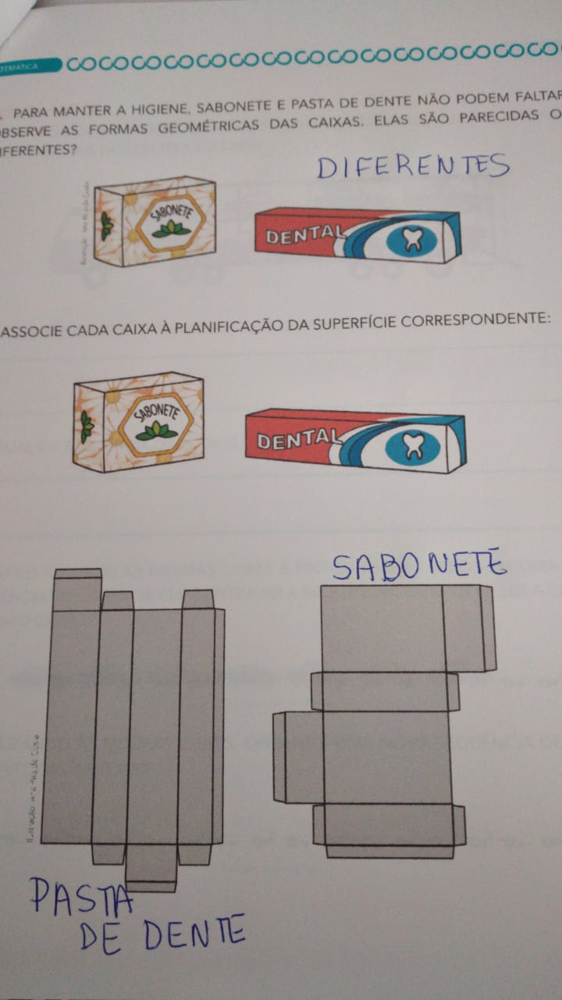 TEMÁTICA
PARA MANTER A HIGIENE, SABONETE E PASTA DE DENTE NÃO PODEM FALTAR
OBSERVE AS FORMAS GEOMÉTRICAS DAS CAIXAS. ELAS SÃO PARECIDAS O
IFERENTES?
DIFERENTES
SABONETE
DENTAL
ASSOCIE CADA CAIXA À PLANIFICAÇÃO DA SUPERFÍCIE CORRESPONDENTE:
SABONETE
DENTAL
SABONETE
PASTA
DE DENTE